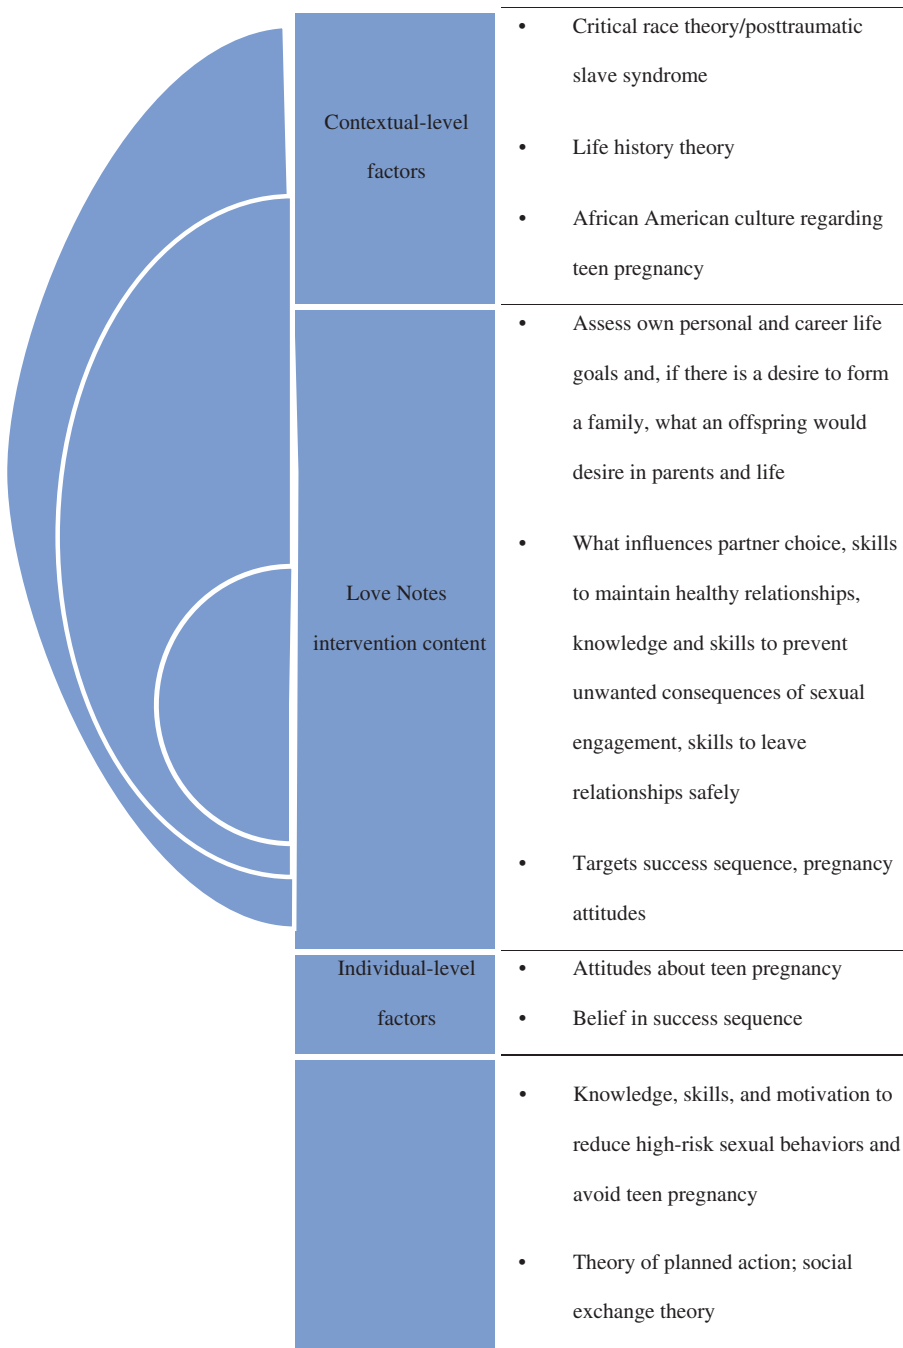 Contextual-level
factors
• Critical race theory/posttraumatic
slave syndrome
• Life history theory
• African American culture regarding
teen pregnancy
Love Notes
intervention content
• Assess own personal and career life
goals and, if there is a desire to form
a family, what an offspring would
desire in parents and life
• What influences partner choice, skills
to maintain healthy relationships,
knowledge and skills to prevent
unwanted consequences of sexual
engagement, skills to leave
relationships safely
• Targets success sequence, pregnancy
attitudes
Individual-level
factors
• Attitudes about teen pregnancy
• Belief in success sequence
• Knowledge, skills, and motivation to
reduce high-risk sexual behaviors and
avoid teen pregnancy
• Theory of planned action; social
exchange theory